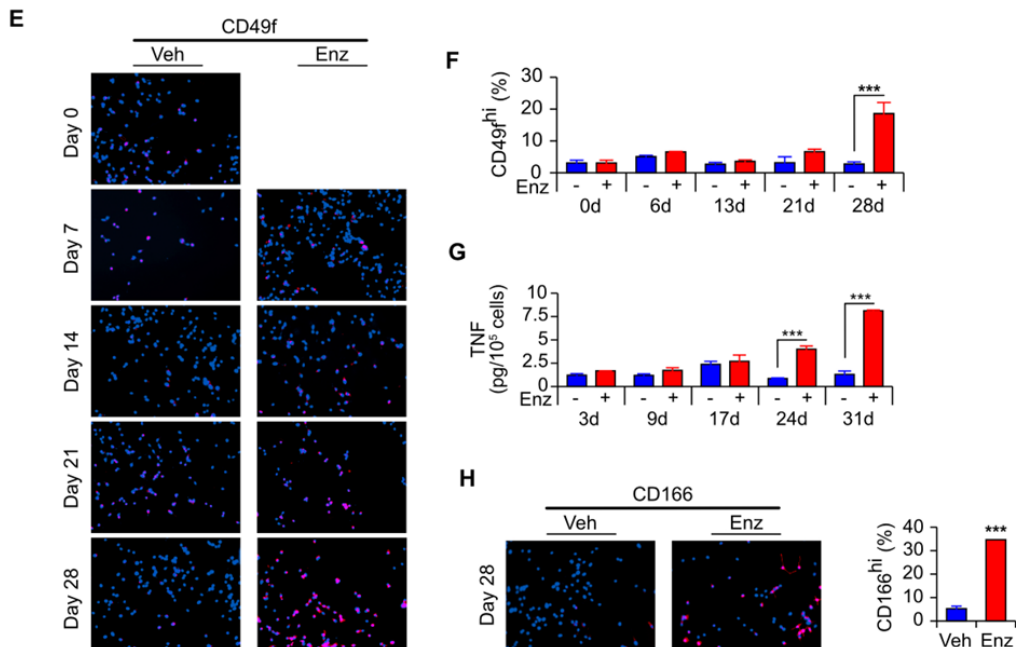 E
CD49f
Veh Enz
Day 0
Day 7
Day 14
Day 21
Day 28
F
CD49f^hi (%)
30
20
10
0
***
Enz - + - + - + - + - +
0d 6d 13d 21d 28d
G
TNF
(pg/10⁵ cells)
10
7.5
5
2.5
0
*** ***
Enz - + - + - + - + - +
3d 9d 17d 24d 31d
H
CD166
Veh Enz
Day 28
CD166^hi (%)
40
30
20
10
0
***
Veh Enz